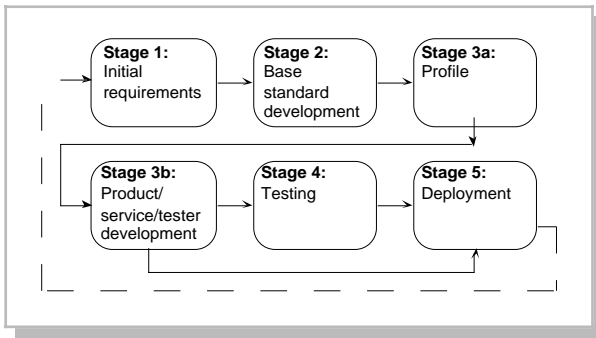 Stage 1:
Initial
requirements
Stage 2:
Base
standard
development
Stage 3a:
Profile
Stage 3b:
Product/
service/tester
development
Stage 4:
Testing
Stage 5:
Deployment